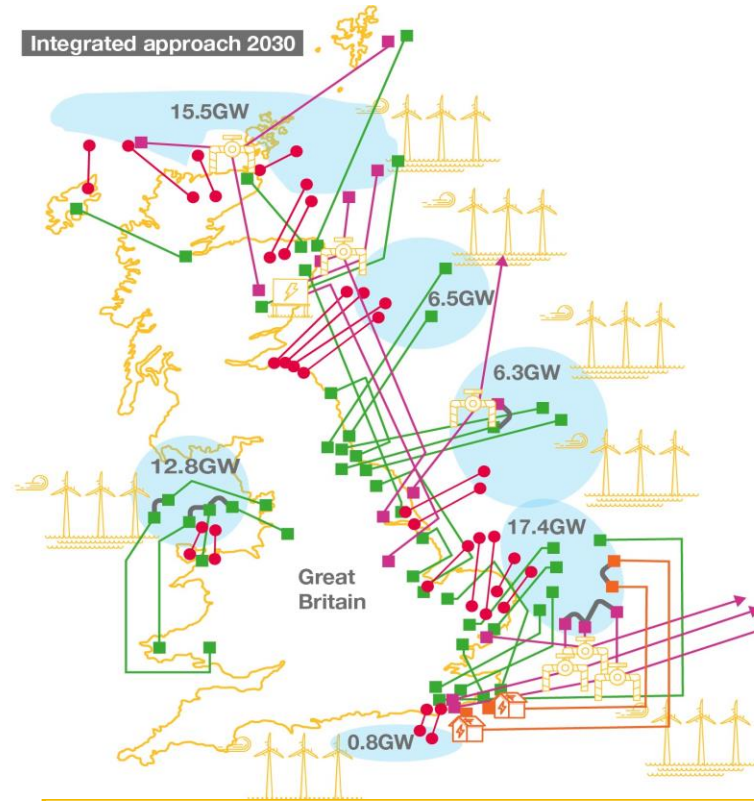 Integrated approach 2030
15.5GW
6.5GW
6.3GW
12.8GW
17.4GW
Great
Britain
0.8GW